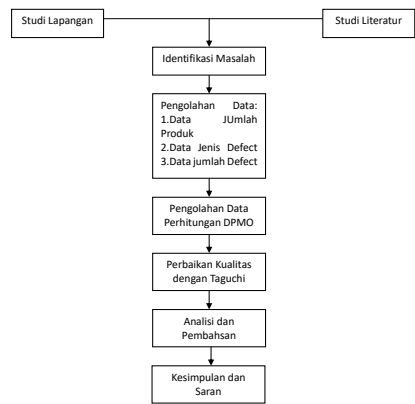 Studi Lapangan
Studi Literatur
Identifikasi Masalah
Pengolahan Data:
1.Data JUmlah
Produk
2.Data Jenis Defect
3.Data jumlah Defect
Pengolahan Data
Perhitungan DPMO
Perbaikan Kualitas
dengan Taguchi
Analisi dan
Pembahsan
Kesimpulan dan
Saran